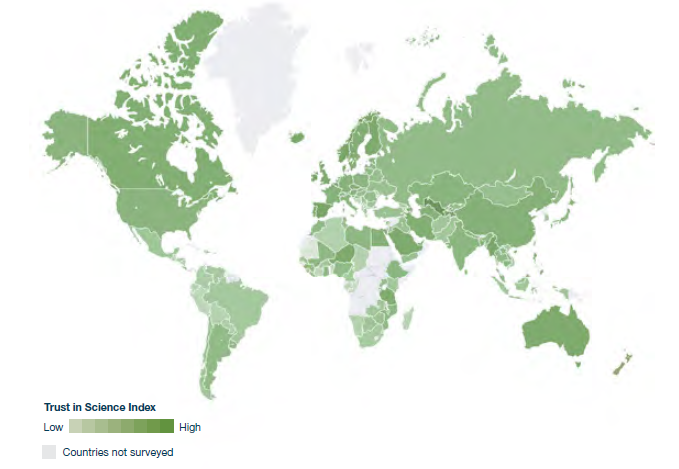 Trust in Science Index
Low High
Countries not surveyed